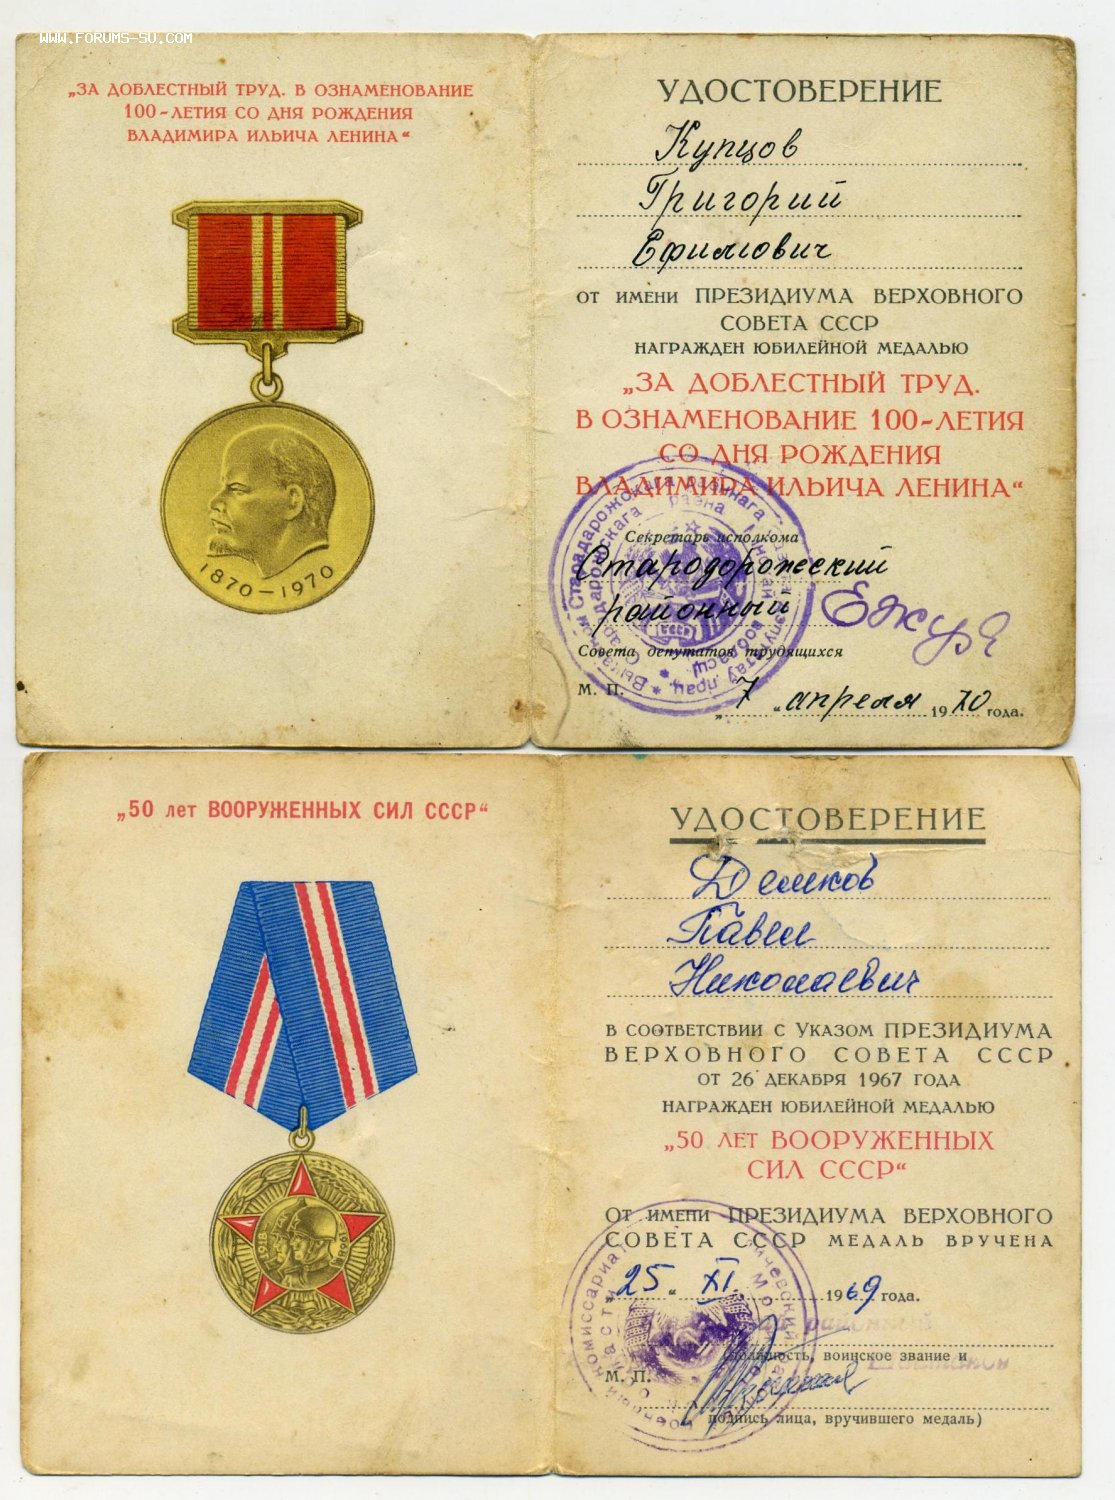 WWW.FORUMS-SU.COM
„ЗА ДОБЛЕСТНЫЙ ТРУД. В ОЗНАМЕНОВАНИЕ
100-ЛЕТИЯ СО ДНЯ РОЖДЕНИЯ
ВЛАДИМИРА ИЛЬИЧА ЛЕНИНА“
1870-1970
УДОСТОВЕРЕНИЕ
Купцов
Григорий
Ефимович
ОТ ИМЕНИ ПРЕЗИДИУМА ВЕРХОВНОГО
СОВЕТА СССР
НАГРАЖДЕН ЮБИЛЕЙНОЙ МЕДАЛЬЮ
„ЗА ДОБЛЕСТНЫЙ ТРУД.
В ОЗНАМЕНОВАНИЕ 100-ЛЕТИЯ
СО ДНЯ РОЖДЕНИЯ
ВЛАДИМИРА ИЛЬИЧА ЛЕНИНА“
Секретарь исполкома
Стародорожский
районный
Совета депутатов трудящихся
М. П.
„7“ апреля 1970 года.
„50 лет ВООРУЖЕННЫХ СИЛ СССР“
1918 1968
УДОСТОВЕРЕНИЕ
Демков
Павел
Николаевич
В СООТВЕТСТВИИ С УКАЗОМ ПРЕЗИДИУМА
ВЕРХОВНОГО СОВЕТА СССР
ОТ 26 ДЕКАБРЯ 1967 ГОДА
НАГРАЖДЕН ЮБИЛЕЙНОЙ МЕДАЛЬЮ
„50 ЛЕТ ВООРУЖЕННЫХ
СИЛ СССР“
ОТ ИМЕНИ ПРЕЗИДИУМА ВЕРХОВНОГО
СОВЕТА СССР МЕДАЛЬ ВРУЧЕНА
„25“ XI. 1969 года.
(должность, воинское звание и
М. П.
подпись лица, вручившего медаль)